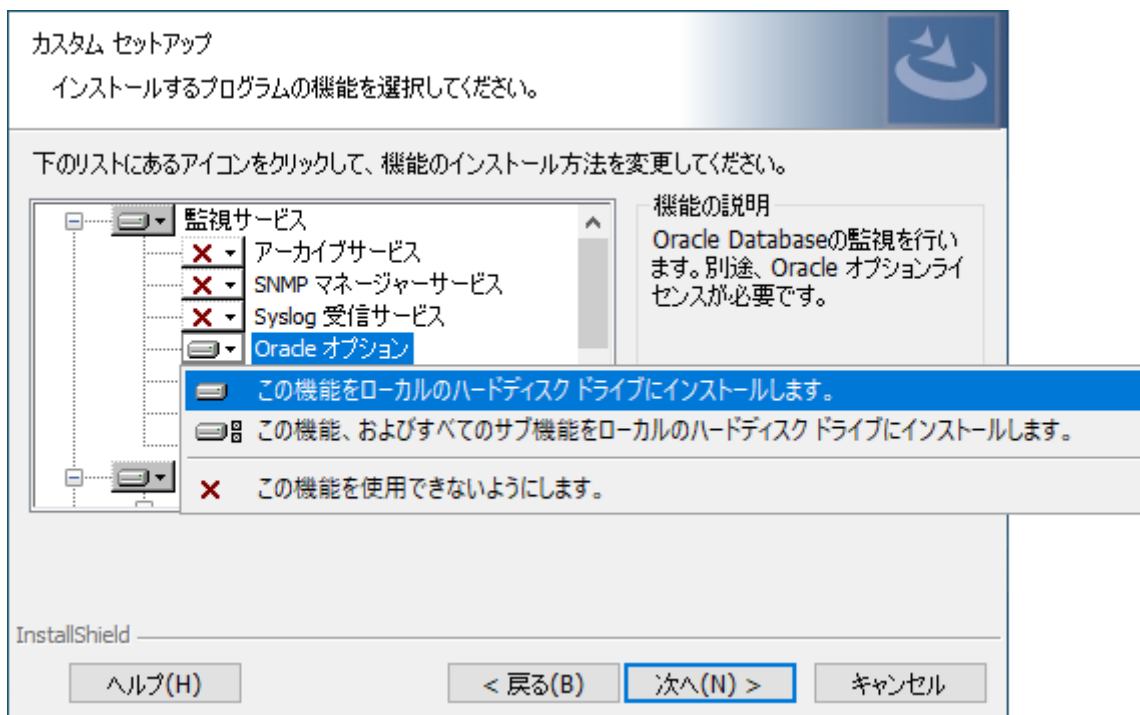 カスタム セットアップ
インストールするプログラムの機能を選択してください。
下のリストにあるアイコンをクリックして、機能のインストール方法を変更してください。
監視サービス
アーカイブサービス
SNMP マネージャーサービス
Syslog 受信サービス
Oracle オプション
機能の説明
Oracle Databaseの監視を行い
ます。別途、Oracle オプションライ
センスが必要です。
この機能をローカルのハードディスク ドライブにインストールします。
この機能、およびすべてのサブ機能をローカルのハードディスク ドライブにインストールします。
この機能を使用できないようにします。
InstallShield
ヘルプ(H)
< 戻る(B)
次へ(N) >
キャンセル